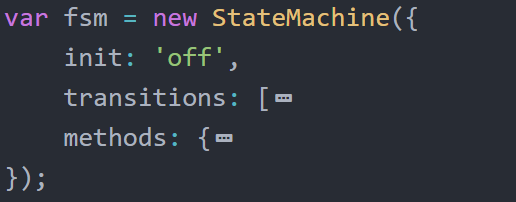 var fsm = new StateMachine({
    init: 'off',
    transitions: [⋯
    methods: {⋯
});